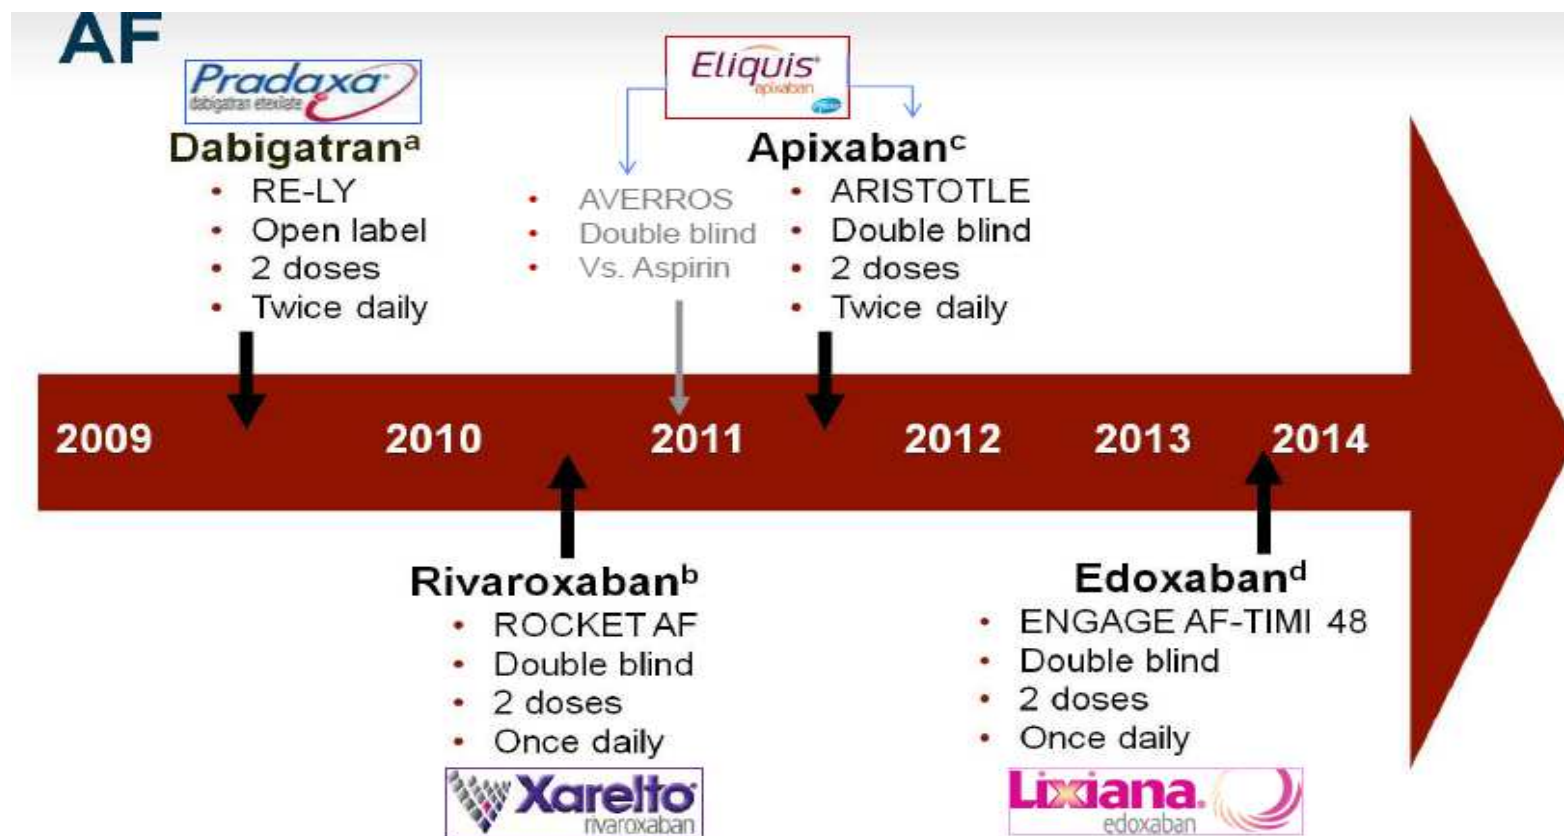 AF
Pradaxa®
dabigatran etexilate
Dabigatranᵃ
• RE-LY
• Open label
• 2 doses
• Twice daily
Eliquis®
apixaban
Pfizer
• AVERROS
• Double blind
• Vs. Aspirin
Apixabanᶜ
• ARISTOTLE
• Double blind
• 2 doses
• Twice daily
2009 2010 2011 2012 2013 2014
Rivaroxabanᵇ
• ROCKET AF
• Double blind
• 2 doses
• Once daily
Xarelto®
rivaroxaban
Edoxabanᵈ
• ENGAGE AF-TIMI 48
• Double blind
• 2 doses
• Once daily
Lixiana®
edoxaban